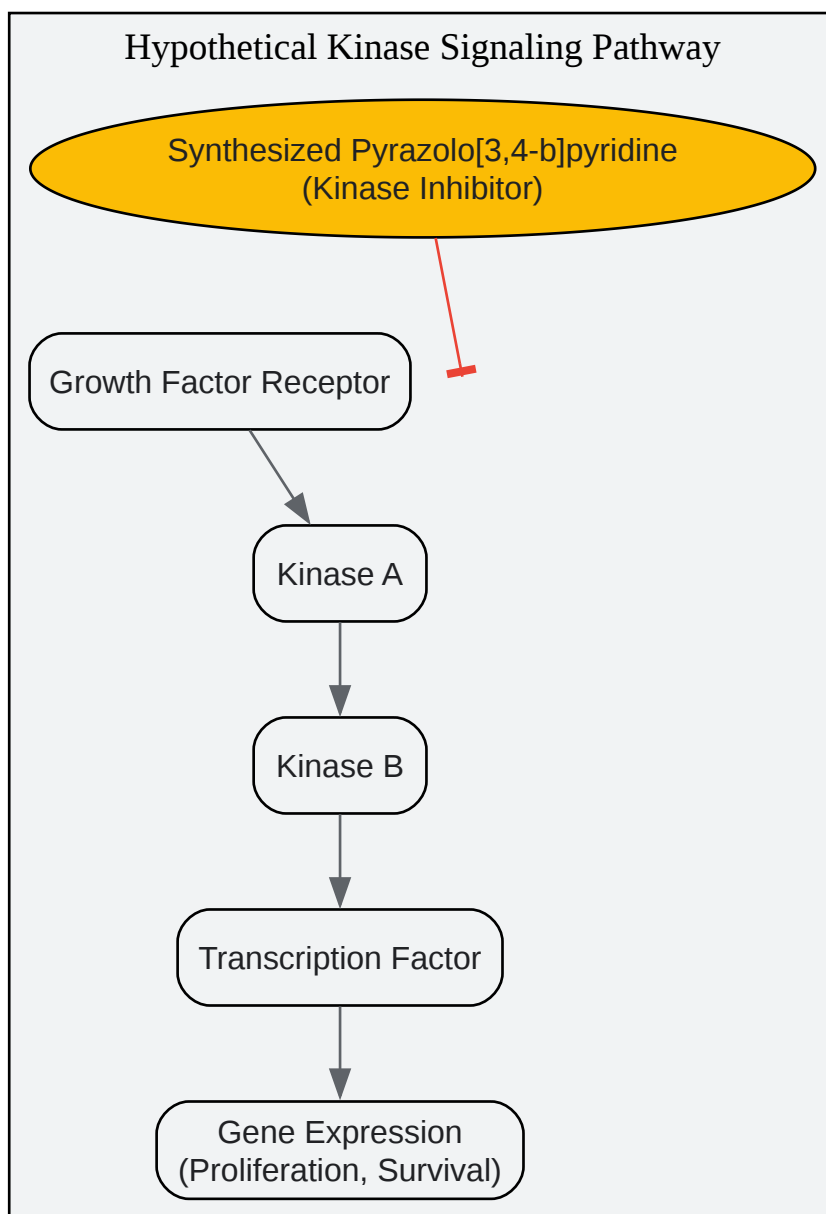 Hypothetical Kinase Signaling Pathway
Synthesized Pyrazolo[3,4-b]pyridine
(Kinase Inhibitor)
Growth Factor Receptor
Kinase A
Kinase B
Transcription Factor
Gene Expression
(Proliferation, Survival)